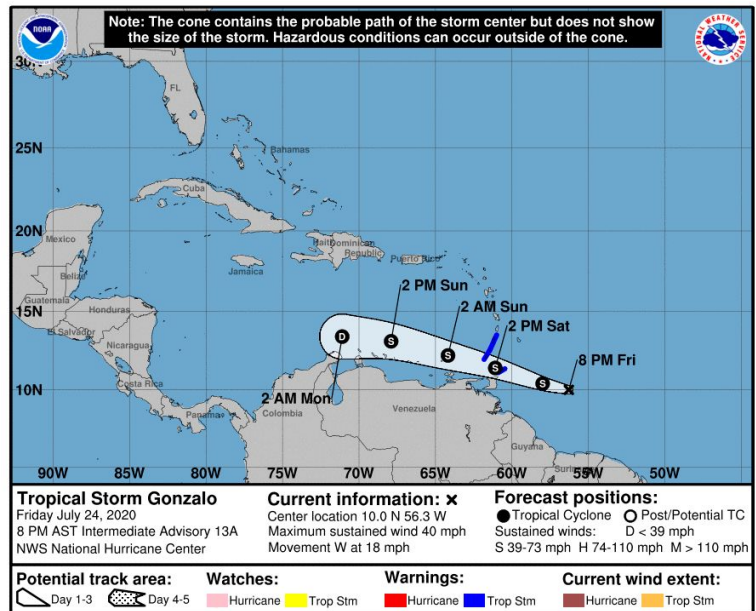 Note: The cone contains the probable path of the storm center but does not show
the size of the storm. Hazardous conditions can occur outside of the cone.
NOAA
NATIONAL WEATHER SERVICE
30N
FL
25N
Bahamas
Cuba
20N
Mexico
Haiti
Dominican
Republic
Puerto Rico
Jamaica
Belize
2 PM Sun
Guatemala
15N
Honduras
2 AM Sun
El Salvador
2 PM Sat
Nicaragua
D
S
S
S
S
8 PM Fri
Costa Rica
10N
2 AM Mon
Panama
Colombia
Venezuela
Guyana
90W 85W 80W 75W 70W 65W 60W 55W 50W
Tropical Storm Gonzalo
Friday July 24, 2020
8 PM AST Intermediate Advisory 13A
NWS National Hurricane Center
Current information: x
Center location 10.0 N 56.3 W
Maximum sustained wind 40 mph
Movement W at 18 mph
Forecast positions:
Tropical Cyclone Post/Potential TC
Sustained winds: D < 39 mph
S 39-73 mph H 74-110 mph M > 110 mph
Potential track area:
Day 1-3 Day 4-5
Watches:
Hurricane Trop Stm
Warnings:
Hurricane Trop Stm
Current wind extent:
Hurricane Trop Stm